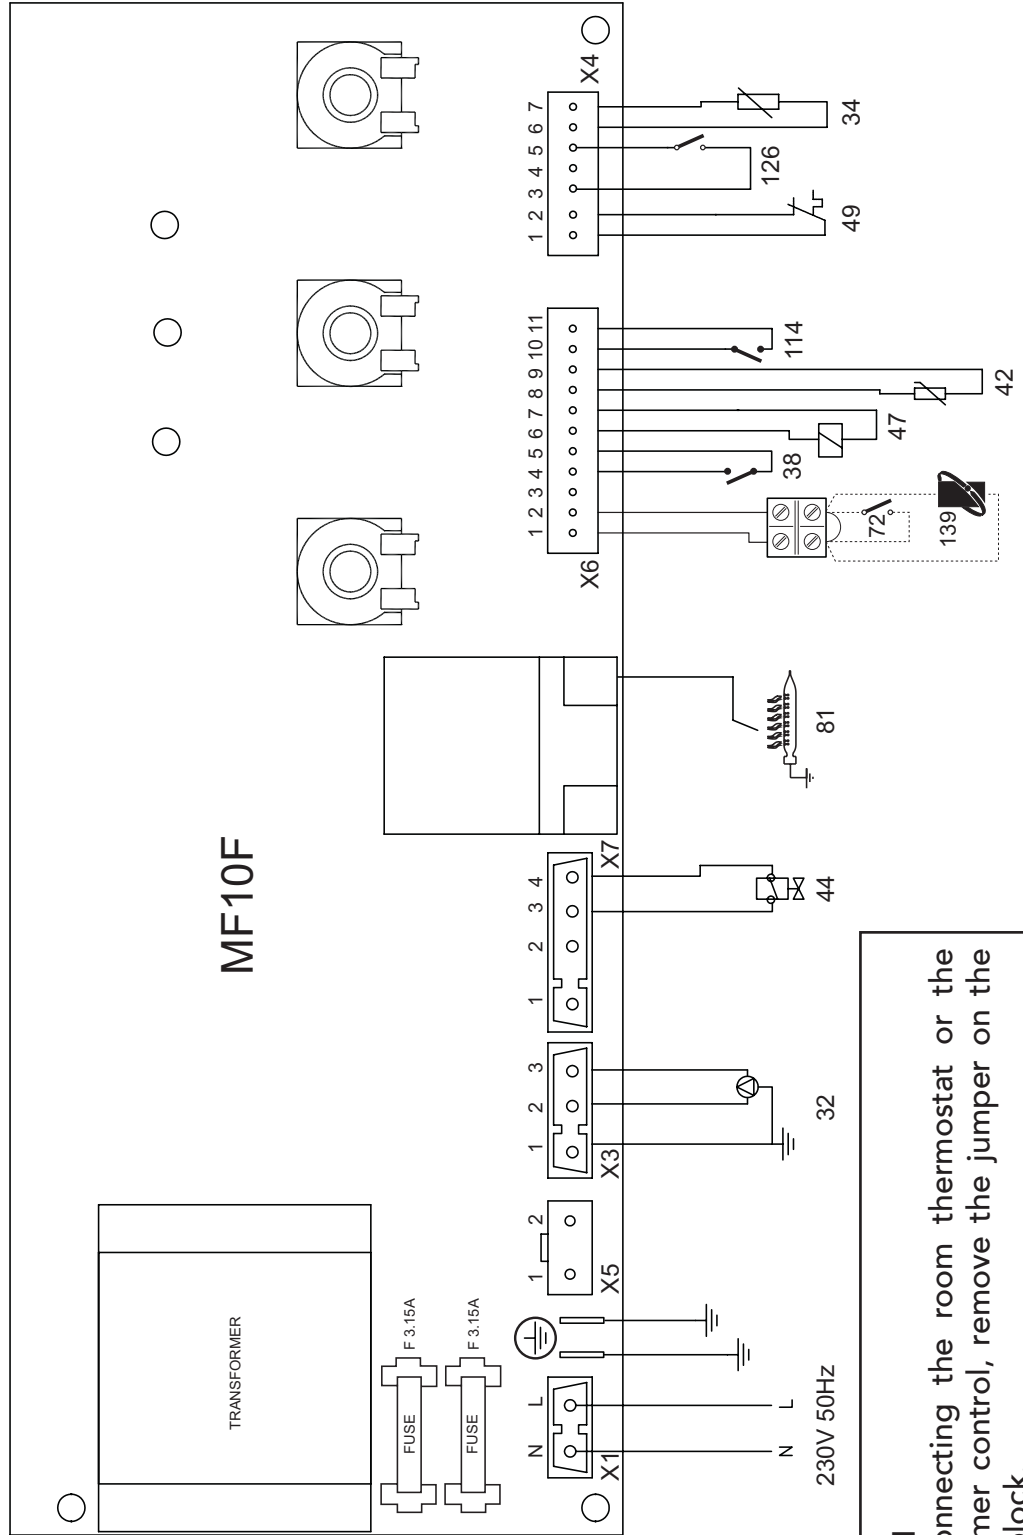 TRANSFORMER
MF10F
FUSE F 3.15A
FUSE F 3.15A
N L
1 2
1 2 3
1 2 3 4
1 2 3 4 5 6 7 8 9 10 11
1 2 3 4 5 6 7
X1
X5
X3
X7
X6
X4
N L
230V 50Hz
32
44
81
72
139
38
47
42
114
49
126
34
onnecting the room thermostat or the
mer control, remove the jumper on the
lock